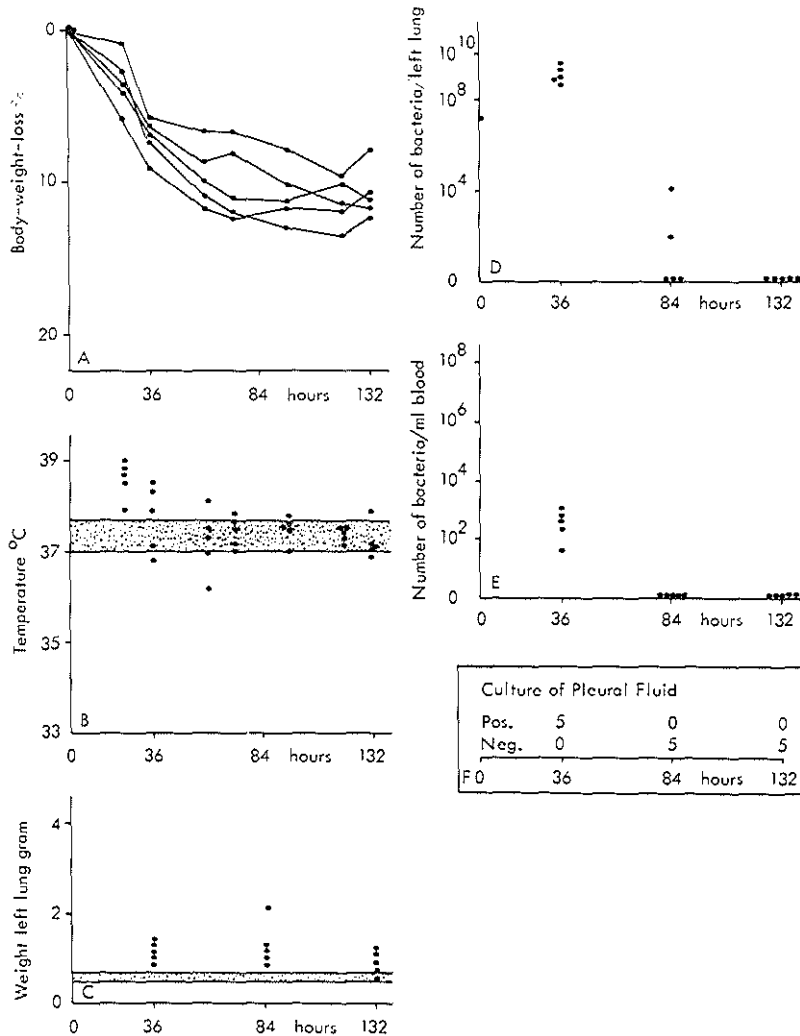 0
10
20
Body-weight-loss %
A
0 36 84 hours 132
39
37
35
33
Temperature °C
B
0 36 84 hours 132
4
2
0
Weight left lung gram
C
0 36 84 hours 132
10^10
10^8
10^4
0
Number of bacteria/left lung
D
0 36 84 hours 132
10^8
10^6
10^4
10^2
0
Number of bacteria/ml blood
E
0 36 84 hours 132
Culture of Pleural Fluid
Pos. 5 0 0
Neg. 0 5 5
F 0 36 84 hours 132